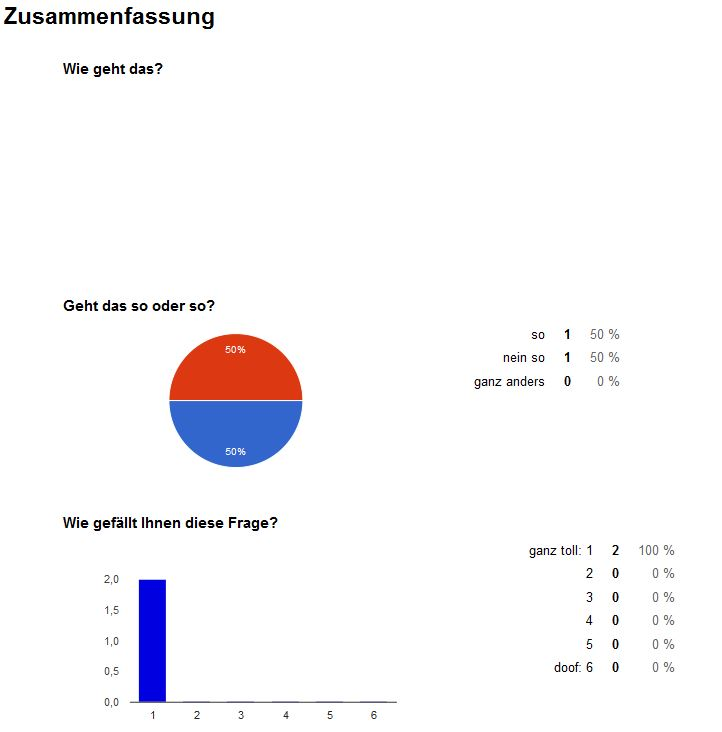 Zusammenfassung
Wie geht das?
Geht das so oder so?
50%
50%
so 1 50 %
nein so 1 50 %
ganz anders 0 0 %
Wie gefällt Ihnen diese Frage?
2,0
1,5
1,0
0,5
0,0
1 2 3 4 5 6
ganz toll: 1 2 100 %
2 0 0 %
3 0 0 %
4 0 0 %
5 0 0 %
doof: 6 0 0 %